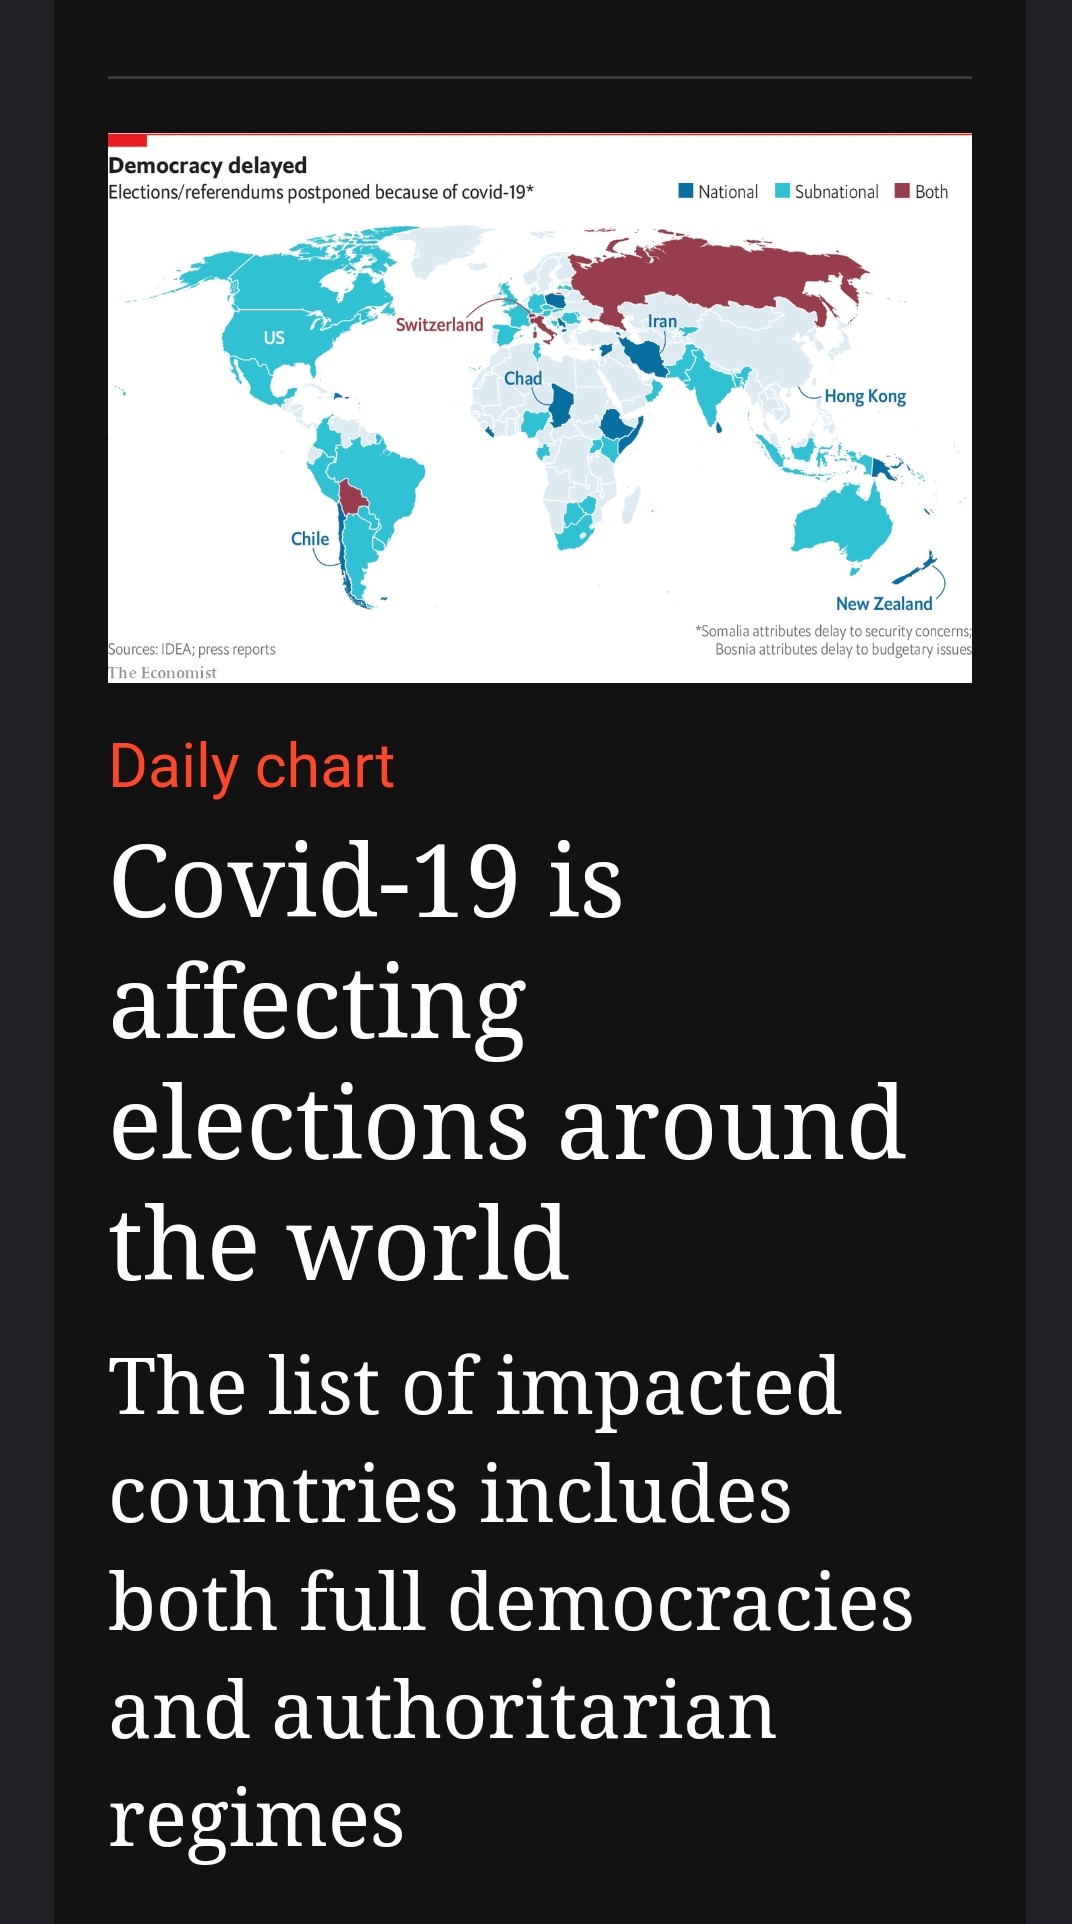 Democracy delayed
Elections/referendums postponed because of covid-19*
National Subnational Both
US
Switzerland
Iran
Chad
Hong Kong
Chile
New Zealand
*Somalia attributes delay to security concerns;
Bosnia attributes delay to budgetary issues
Sources: IDEA; press reports
The Economist
Daily chart
Covid-19 is
affecting
elections around
the world
The list of impacted
countries includes
both full democracies
and authoritarian
regimes